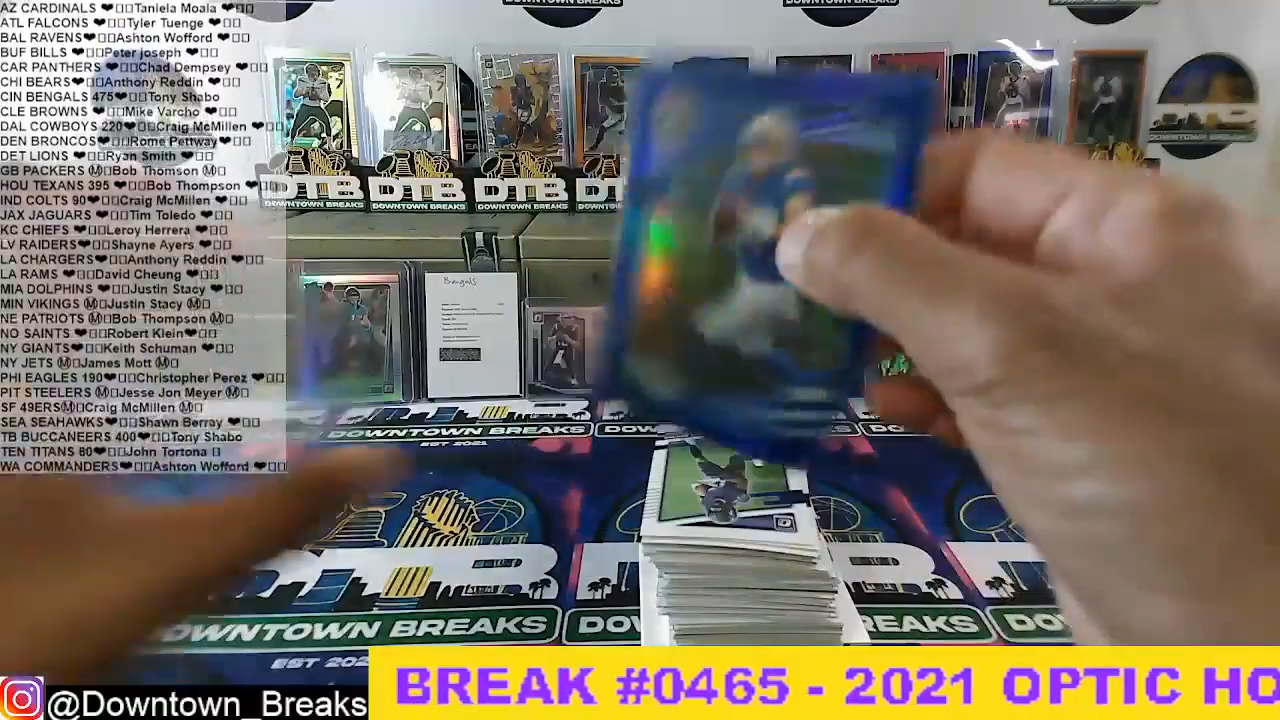 AZ CARDINALS ❤️Taniela Moala ❤️
ATL FALCONS ❤️Tyler Tuenge ❤️
BAL RAVENS❤️Ashton Wofford ❤️
BUF BILLS ❤️Peter joseph ❤️
CAR PANTHERS ❤️Chad Dempsey ❤️
CHI BEARS❤️Anthony Reddin ❤️
CIN BENGALS 475❤️Tony Shabo
CLE BROWNS ❤️Mike Varcho❤️
DAL COWBOYS 220❤️Craig McMillen ❤️
DEN BRONCOS❤️Rome Pettway❤️
DET LIONS ❤️Ryan Smith ❤️
GB PACKERS Ⓜ️Bob Thomson Ⓜ️
HOU TEXANS 395 ❤️Bob Thompson ❤️
IND COLTS 90❤️Craig McMillen ❤️
JAX JAGUARS ❤️Tim Toledo ❤️
KC CHIEFS ❤️Leroy Herrera ❤️
LV RAIDERS❤️Shayne Ayers ❤️
LA CHARGERS❤️Anthony Reddin ❤️
LA RAMS ❤️David Cheung ❤️
MIA DOLPHINS ❤️Justin Stacy ❤️
MIN VIKINGS Ⓜ️Justin Stacy Ⓜ️
NE PATRIOTS Ⓜ️Bob Thompson Ⓜ️
NO SAINTS ❤️Robert Klein❤️
NY GIANTS❤️Keith Schuman ❤️
NY JETS Ⓜ️James Mott Ⓜ️
PHI EAGLES 190❤️Christopher Perez ❤️
PIT STEELERS Ⓜ️Jesse Jon Meyer Ⓜ️
SF 49ERSⓂ️Craig McMillen Ⓜ️
SEA SEAHAWKS❤️Shawn Berray ❤️
TB BUCCANEERS 400❤️Tony Shabo
TEN TITANS 80❤️John Tortona
WA COMMANDERS❤️Ashton Wofford ❤️
DOWNTOWN BREAKS
DTB
DOWNTOWN BREAKS
DTB
DOWNTOWN BREAKS
DTB
DOWNTOWN BREAKS
DOWNTOWN BREAKS
Bengals
DOWNTOWN BREAKS
EST 2021
DOWNTOWN BREAKS
@Downtown_Breaks
BREAK #0465 - 2021 OPTIC HO